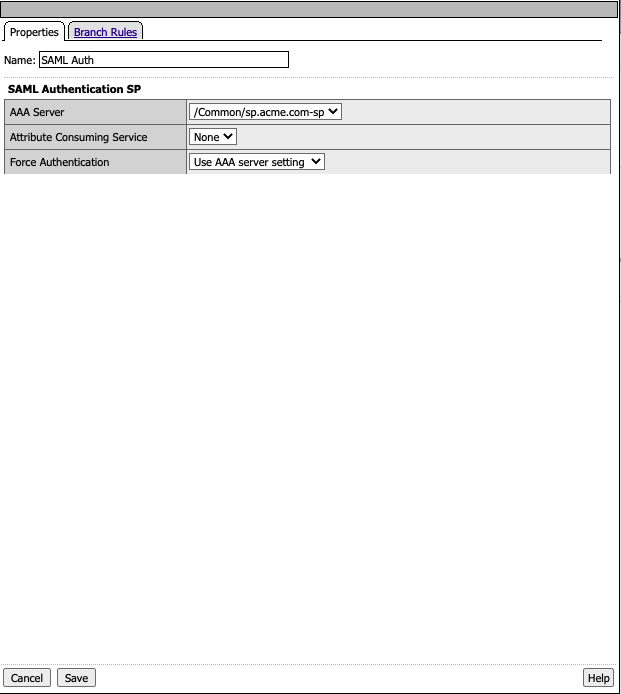 Properties Branch Rules
Name: SAML Auth
SAML Authentication SP
AAA Server /Common/sp.acme.com-sp
Attribute Consuming Service None
Force Authentication Use AAA server setting
Cancel Save Help